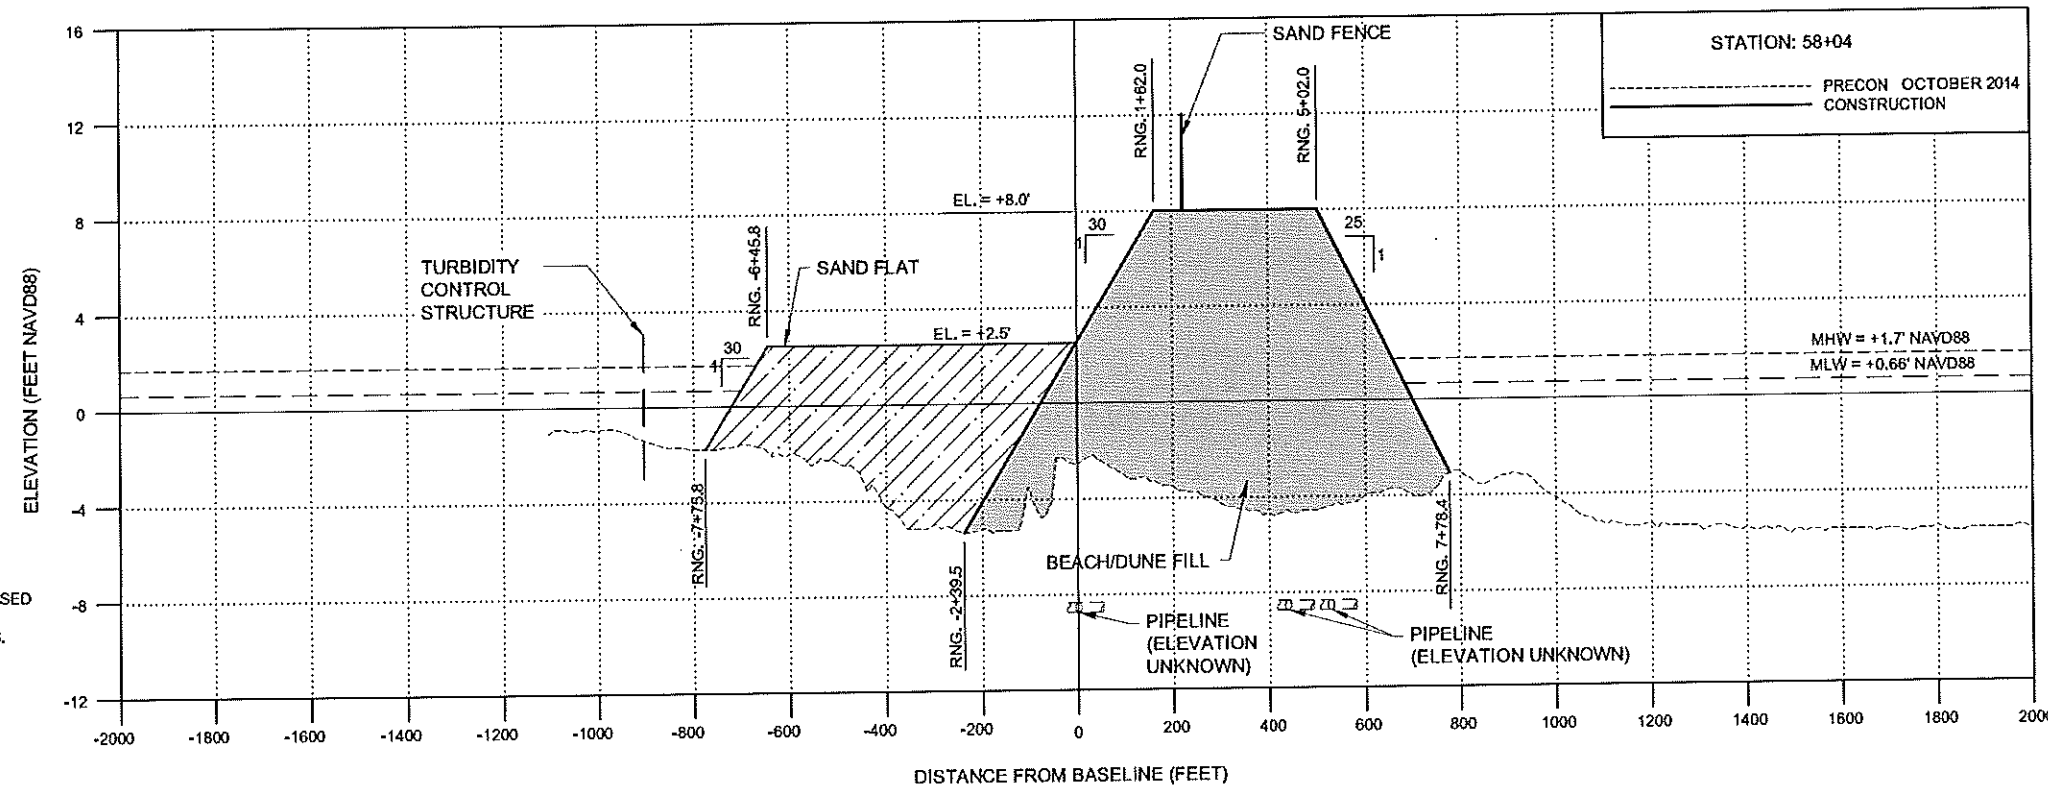 STATION: 58+04
PRECON OCTOBER 2014
CONSTRUCTION
SAND FENCE
RNG. 1+62.0
RNG. 5+02.0
EL. = +8.0'
30
1
25
1
RNG. -6+45.8
SAND FLAT
TURBIDITY
CONTROL
STRUCTURE
EL. = +2.5'
30
1
MHW = +1.7' NAVD88
MLW = +0.66' NAVD88
RNG. -7+75.8
RNG. -2+39.5
RNG. 7+78.4
BEACH/DUNE FILL
PIPELINE
(ELEVATION
UNKNOWN)
PIPELINE
(ELEVATION UNKNOWN)
SED
S.
ELEVATION (FEET NAVD88)
16
12
8
4
0
-4
-8
-12
-2000 -1800 -1600 -1400 -1200 -1000 -800 -600 -400 -200 0 200 400 600 800 1000 1200 1400 1600 1800 2000
DISTANCE FROM BASELINE (FEET)